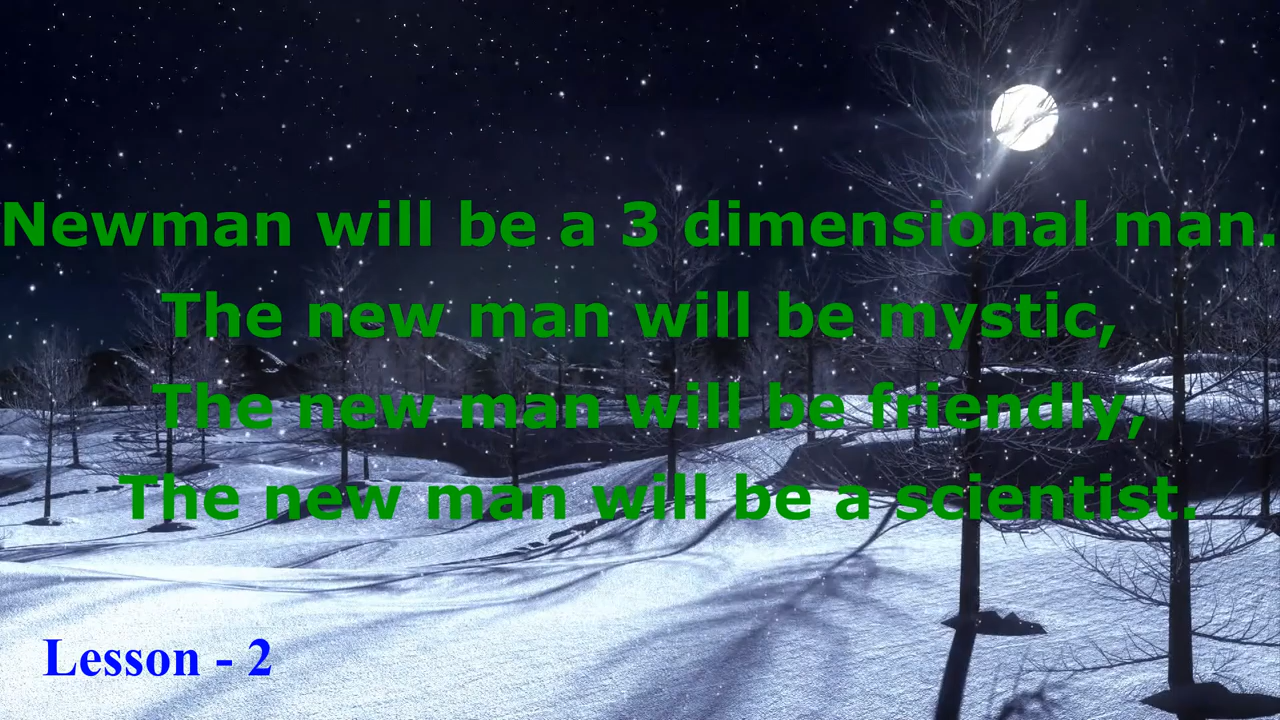 Newman will be a 3 dimensional man.
The new man will be mystic,
The new man will be friendly,
The new man will be a scientist.
Lesson - 2